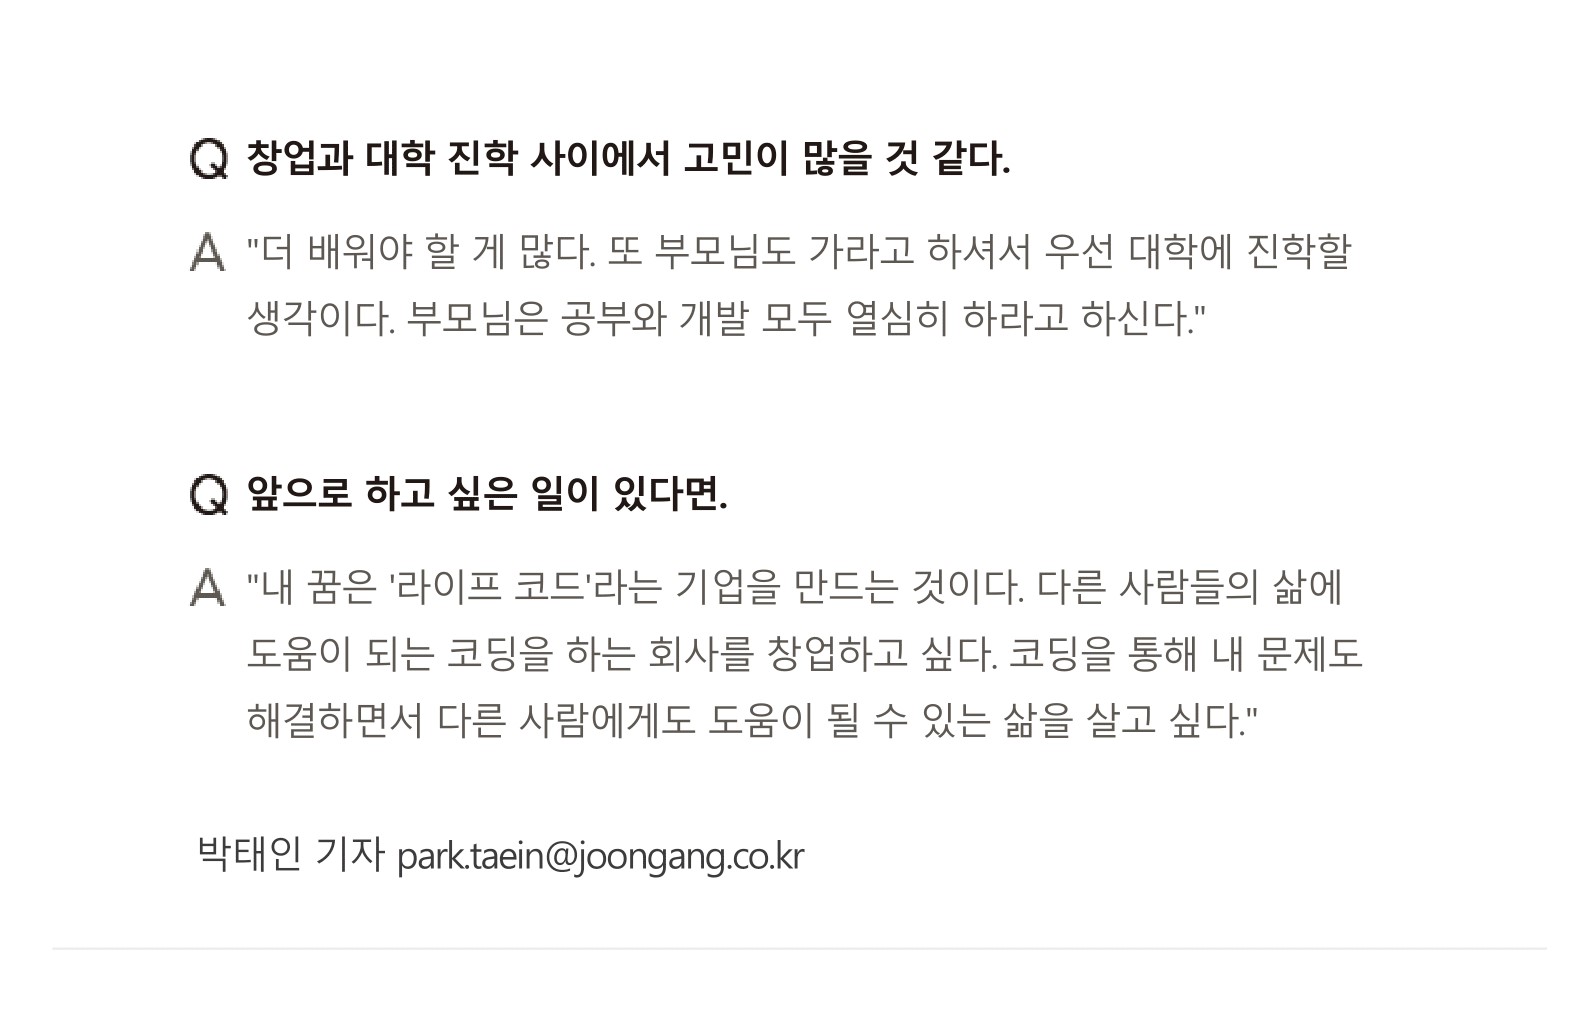 Q 창업과 대학 진학 사이에서 고민이 많을 것 같다.
A "더 배워야 할 게 많다. 또 부모님도 가라고 하셔서 우선 대학에 진학할
생각이다. 부모님은 공부와 개발 모두 열심히 하라고 하신다."
Q 앞으로 하고 싶은 일이 있다면.
A "내 꿈은 '라이프 코드'라는 기업을 만드는 것이다. 다른 사람들의 삶에
도움이 되는 코딩을 하는 회사를 창업하고 싶다. 코딩을 통해 내 문제도
해결하면서 다른 사람에게도 도움이 될 수 있는 삶을 살고 싶다."
박태인 기자 park.taein@joongang.co.kr